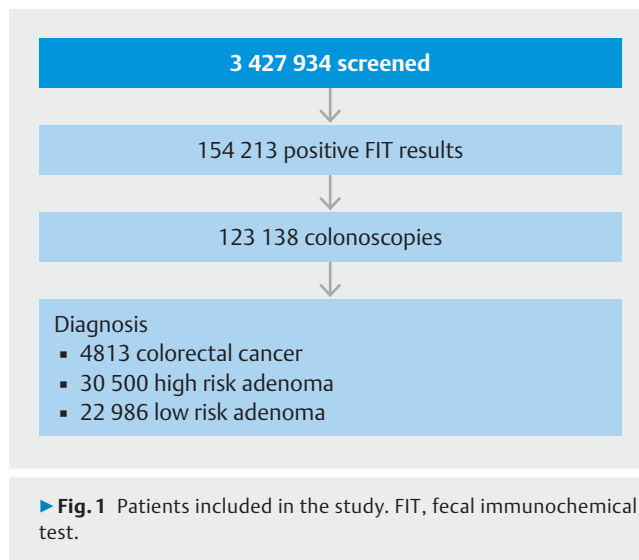 3 427 934 screened
154 213 positive FIT results
123 138 colonoscopies
Diagnosis
▪ 4813 colorectal cancer
▪ 30 500 high risk adenoma
▪ 22 986 low risk adenoma
►Fig. 1 Patients included in the study. FIT, fecal immunochemical
test.